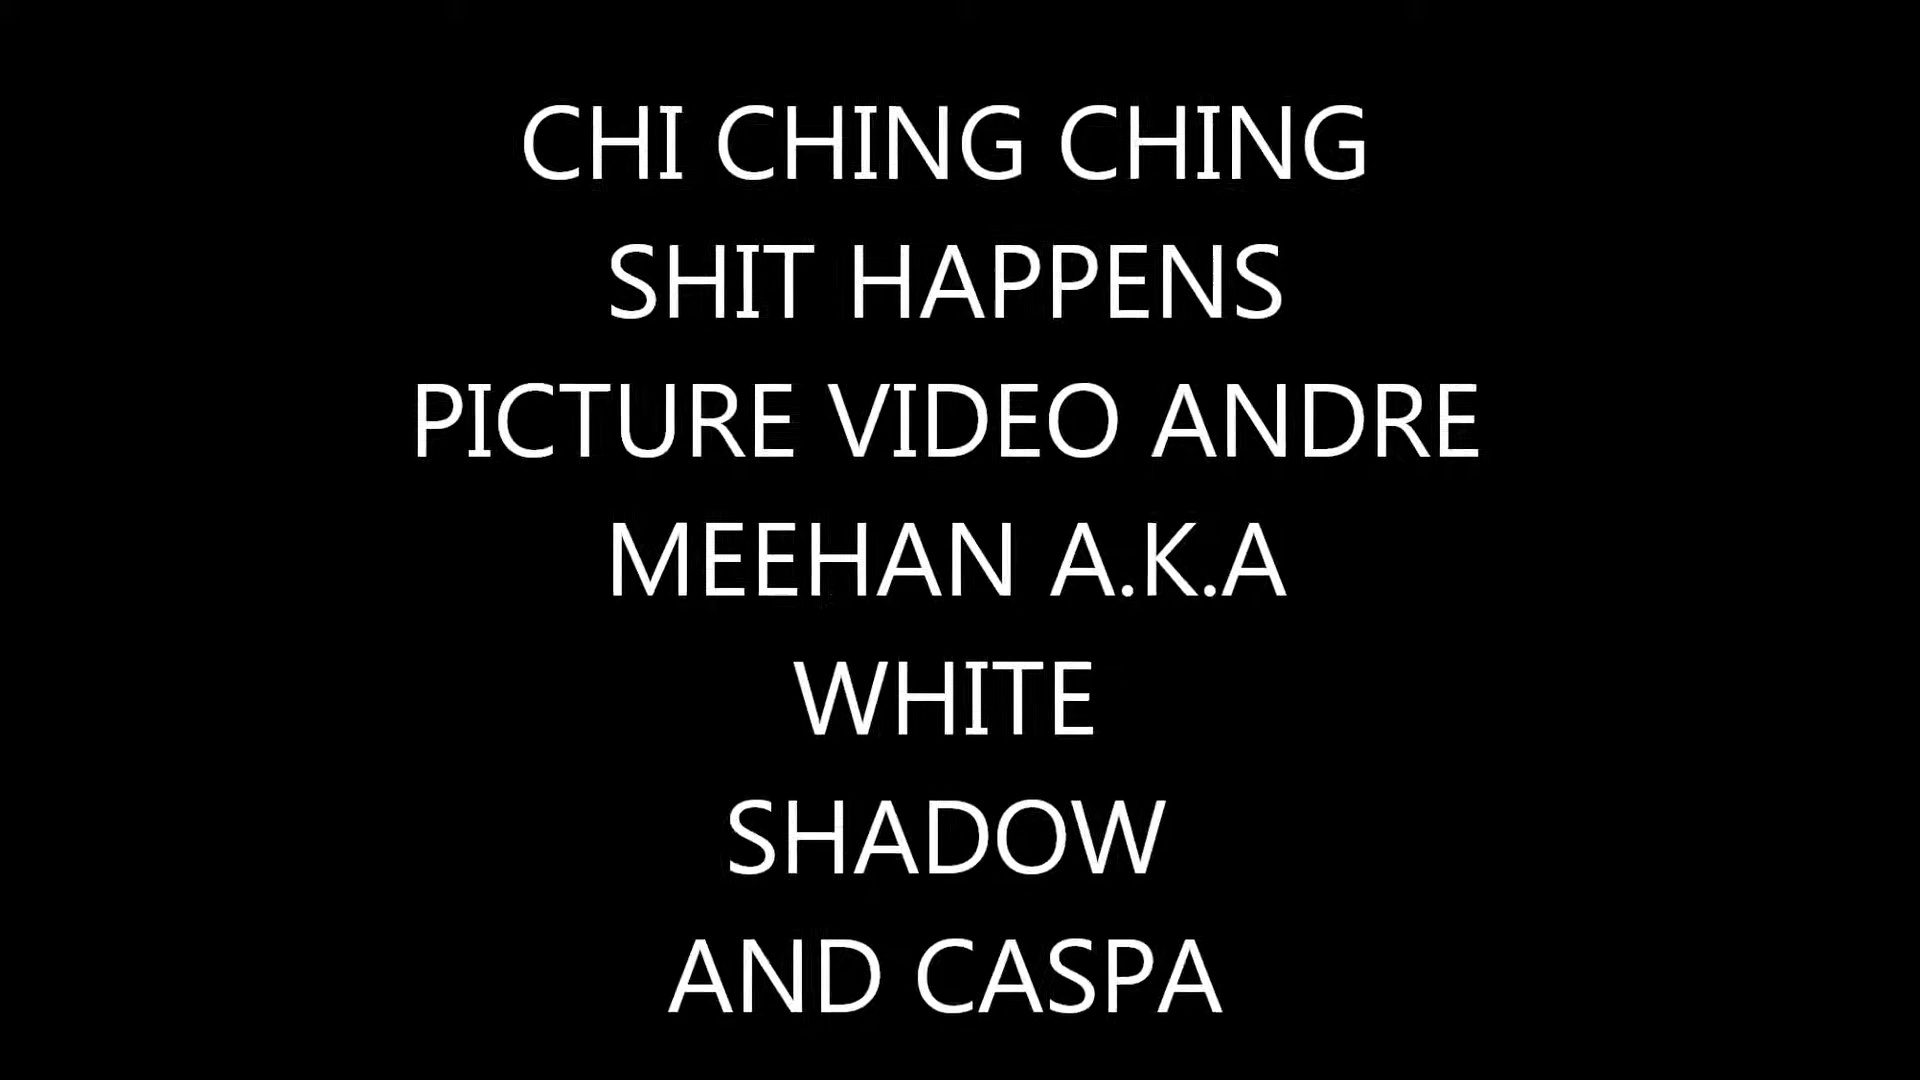 CHI CHING CHING
SHIT HAPPENS
PICTURE VIDEO ANDRE
MEEHAN A.K.A
WHITE
SHADOW
AND CASPA